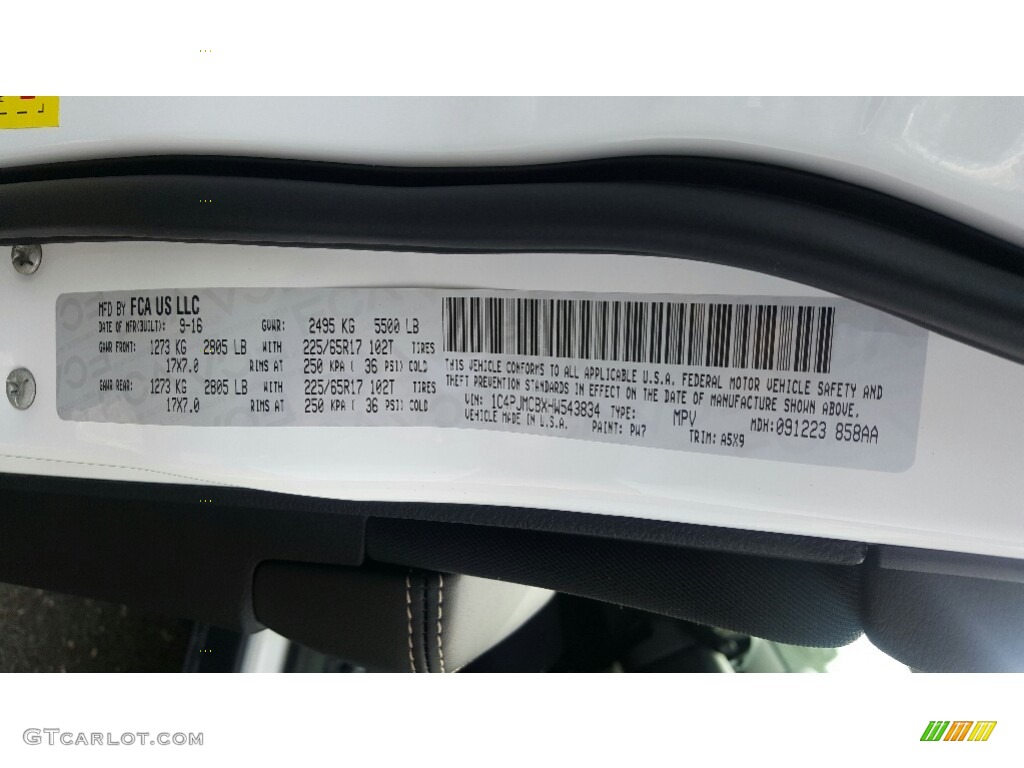 MFD BY FCA US LLC
DATE OF MFR(BUILT): 9-16 GVWR: 2495 KG 5500 LB
GAWR FRONT: 1273 KG 2805 LB WITH 225/65R17 102T TIRES
17X7.0 RIMS AT 250 KPA ( 36 PSI) COLD
GAWR REAR: 1273 KG 2805 LB WITH 225/65R17 102T TIRES
17X7.0 RIMS AT 250 KPA ( 36 PSI) COLD
THIS VEHICLE CONFORMS TO ALL APPLICABLE U.S.A. FEDERAL MOTOR VEHICLE SAFETY AND
THEFT PREVENTION STANDARDS IN EFFECT ON THE DATE OF MANUFACTURE SHOWN ABOVE.
VIN: 1C4PJMCBXHW543834 TYPE: MPV MDH:091223 858AA
VEHICLE MADE IN U.S.A. PAINT: PW7 TRIM: A5X9
GTCARLOT.COM